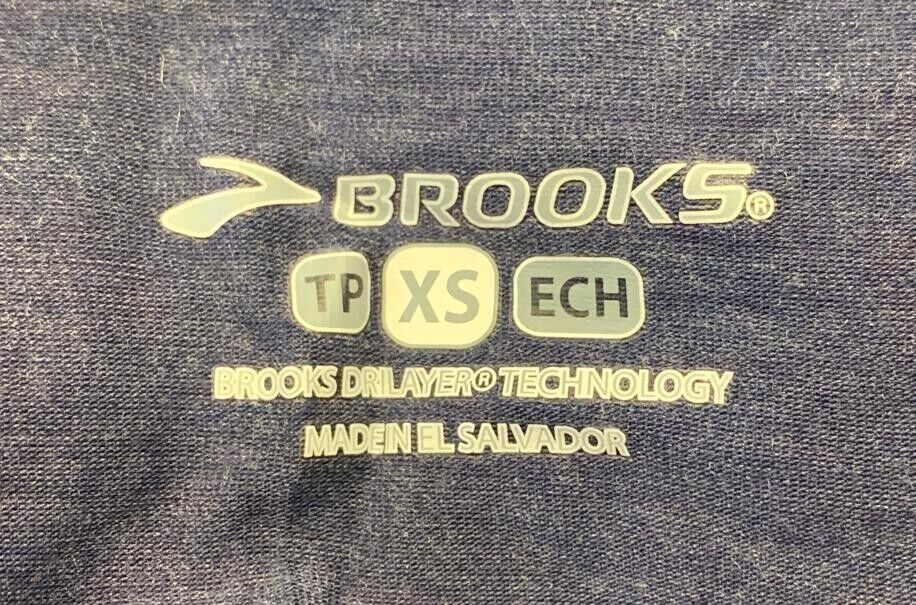 BROOKS®
TP XS ECH
BROOKS DRILAYER® TECHNOLOGY
MADE IN EL SALVADOR